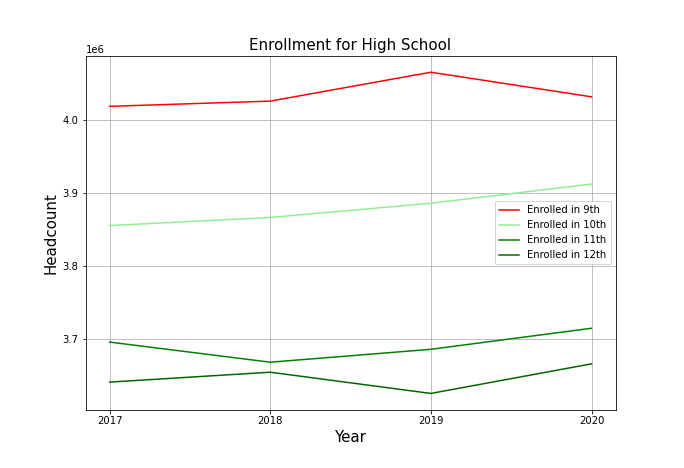 Enrollment for High School
1e6
4.0
3.9
3.8
3.7
Headcount
Enrolled in 9th
Enrolled in 10th
Enrolled in 11th
Enrolled in 12th
2017 2018 2019 2020
Year